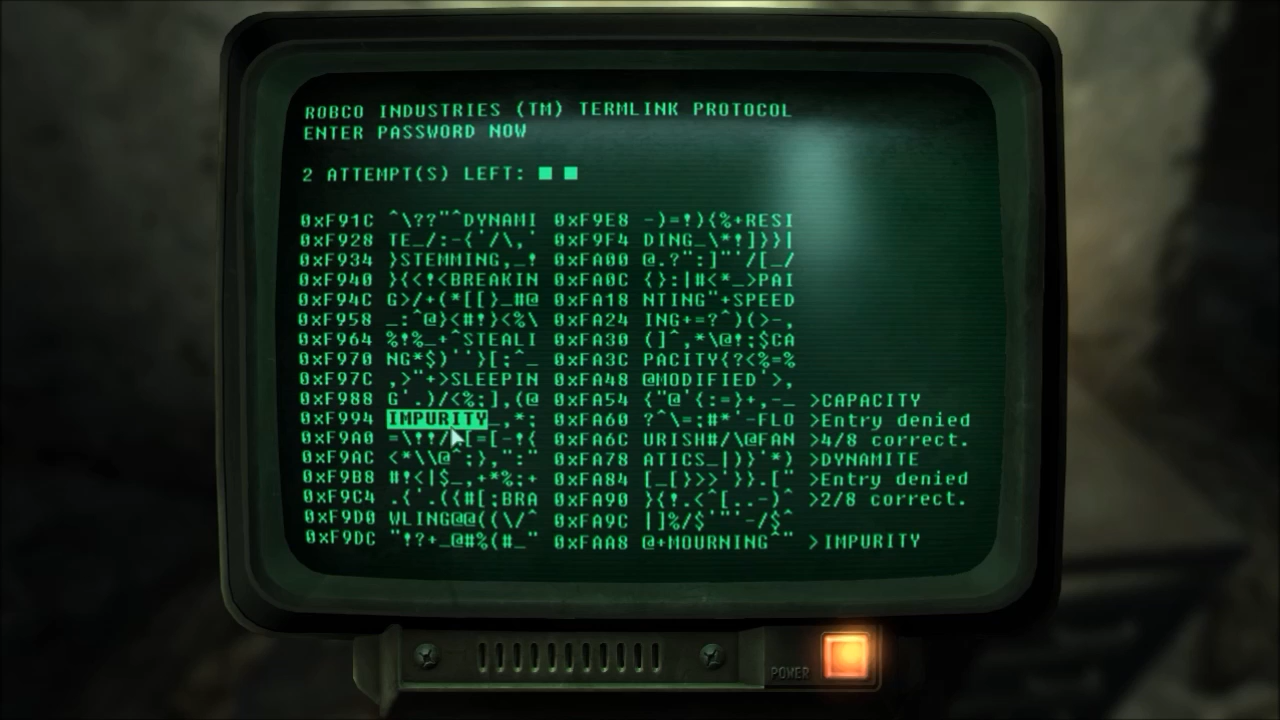 ROBCO INDUSTRIES (TM) TERMLINK PROTOCOL
ENTER PASSWORD NOW
2 ATTEMPT(S) LEFT: ■ ■
0xF91C ^\??"^DYNAMI 0xF9E8 -)=!){%+RESI
0xF928 TE_/:-{'/\,' 0xF9F4 DING_\*!]}}|
0xF934 }STEMMING,_! 0xFA00 @.?":]"'/[_/
0xF940 }{<!<BREAKIN 0xFA0C {}:|#<*_>PAI
0xF94C G>/+(*[[}_#@ 0xFA18 NTING"+SPEED
0xF958 _:^@}<#!}<%\ 0xFA24 ING+=?^)(>-,
0xF964 %!%_+^STEALI 0xFA30 (]^,*\@!;$CA
0xF970 NG*$)''}[;^_ 0xFA3C PACITY{?<%=%
0xF97C ,>"+>SLEEPIN 0xFA48 @MODIFIED'>,
0xF988 G'.)/<%;],(@ 0xFA54 {"@'{:=}+,-_ >CAPACITY
0xF994 IMPURITY_,*: 0xFA60 ?^\=;#*'-FLO >Entry denied
0xF9A0 =\!!/ [=[-!{ 0xFA6C URISH#/\@FAN >4/8 correct.
0xF9AC <*\\@^;},":" 0xFA78 ATICS_|)}'*) >DYNAMITE
0xF9B8 #!<|$_,+*%;+ 0xFA84 [_[}>>>'}}.[" >Entry denied
0xF9C4 .{'.({#[;BRA 0xFA90 }{!.<^[:.-)^ >2/8 correct.
0xF9D0 WLING@@((\/^ 0xFA9C |]%/$'"'-/$^
0xF9DC "!?+_@#%(#_" 0xFAA8 @+MOURNING^" >IMPURITY
POWER